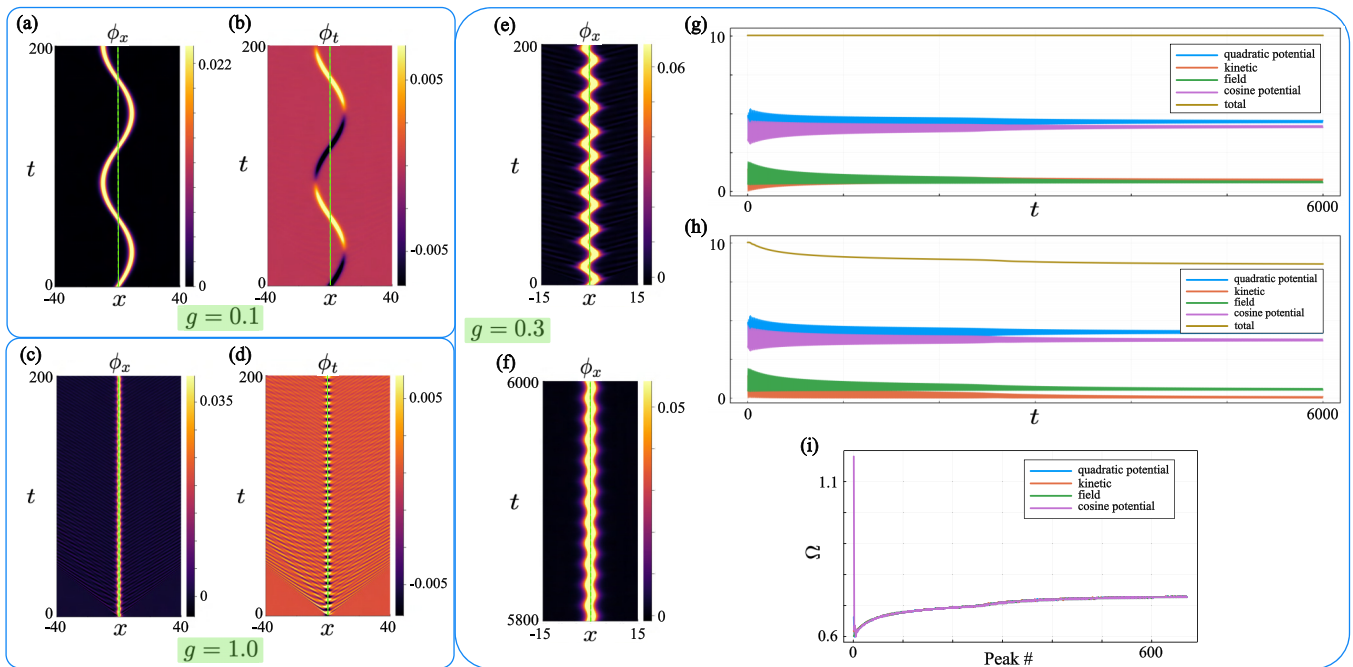 (a)
ϕₓ
200
0.022
t
0
0
-40
x
40
(b)
ϕₜ
0.005
-0.005
-40
x
40
g = 0.1
(c)
ϕₓ
200
0.035
t
0
0
-40
x
40
(d)
ϕₜ
0.005
-0.005
-40
x
40
g = 1.0
(e)
ϕₓ
200
0.06
t
0
0
-15
x
15
g = 0.3
(f)
ϕₓ
6000
0.05
t
0
5800
-15
x
15
(g)
10
quadratic potential
kinetic
field
cosine potential
total
0
0
t
6000
(h)
10
quadratic potential
kinetic
field
cosine potential
total
0
0
t
6000
(i)
quadratic potential
kinetic
field
cosine potential
1.1
Ω
0.6
0
Peak #
600